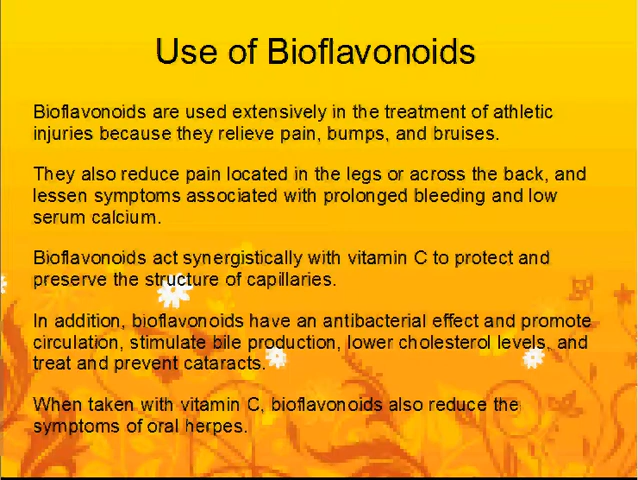 Use of Bioflavonoids
Bioflavonoids are used extensively in the treatment of athletic
injuries because they relieve pain, bumps, and bruises.
They also reduce pain located in the legs or across the back, and
lessen symptoms associated with prolonged bleeding and low
serum calcium.
Bioflavonoids act synergistically with vitamin C to protect and
preserve the structure of capillaries.
In addition, bioflavonoids have an antibacterial effect and promote
circulation, stimulate bile production, lower cholesterol levels, and
treat and prevent cataracts.
When taken with vitamin C, bioflavonoids also reduce the
symptoms of oral herpes.